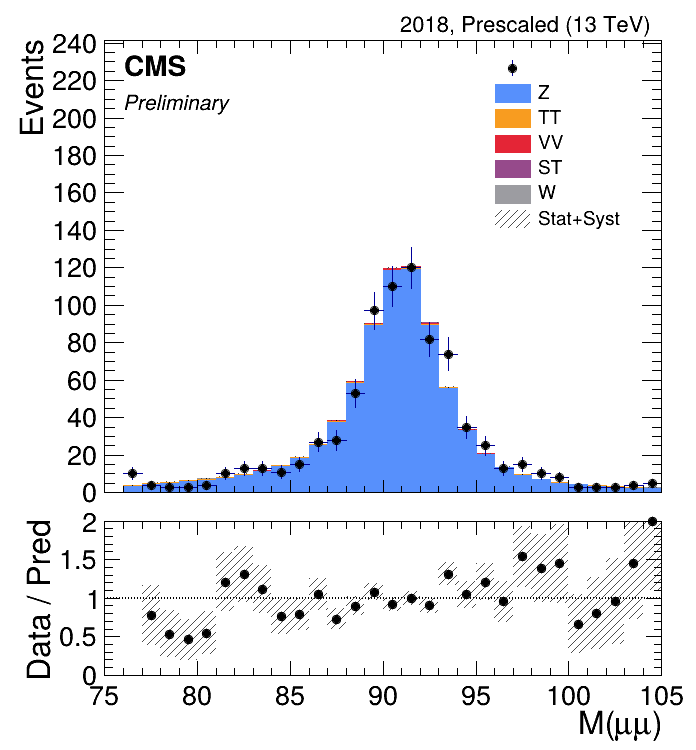 2018, Prescaled (13 TeV)
Events
240
220
200
180
160
140
120
100
80
60
40
20
0
CMS
Preliminary
Z
TT
VV
ST
W
Stat+Syst
Data / Pred
2
1.5
1
0.5
0
75 80 85 90 95 100 105
M(μμ)